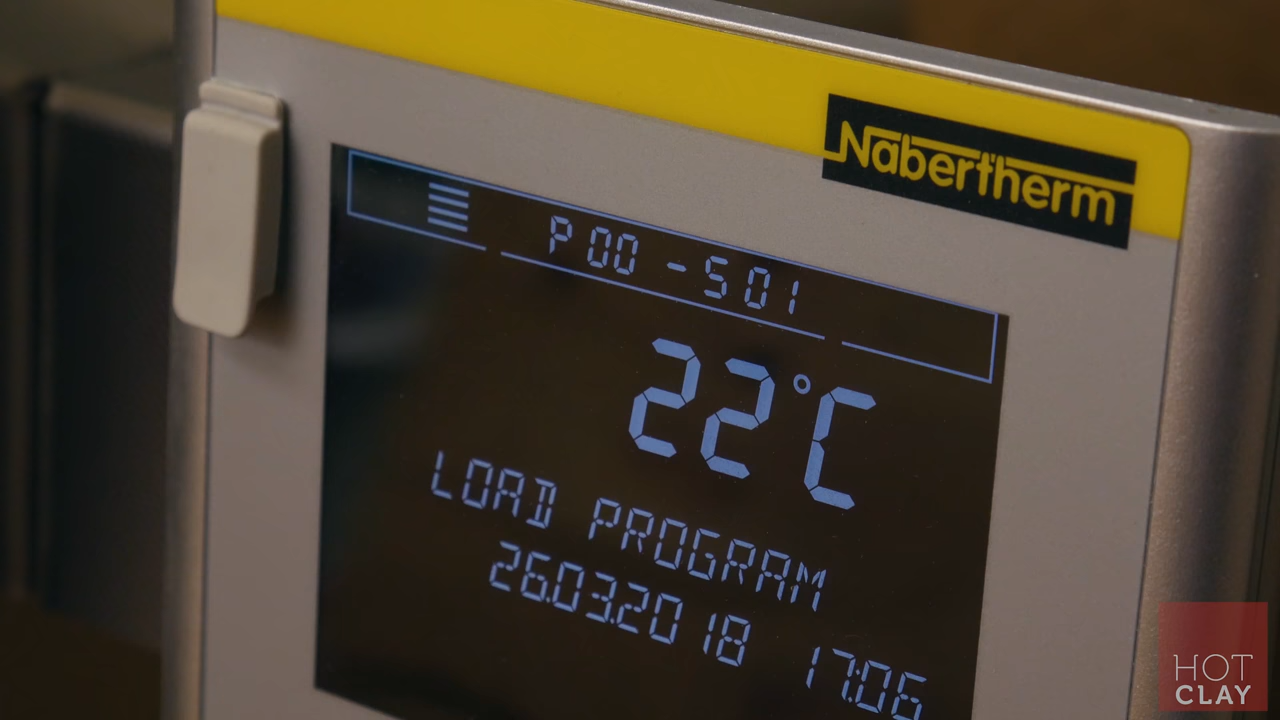 Nabertherm
P00 -S01
22°C
LOAD PROGRAM
26.03.2018 17:06
HOT
CLAY